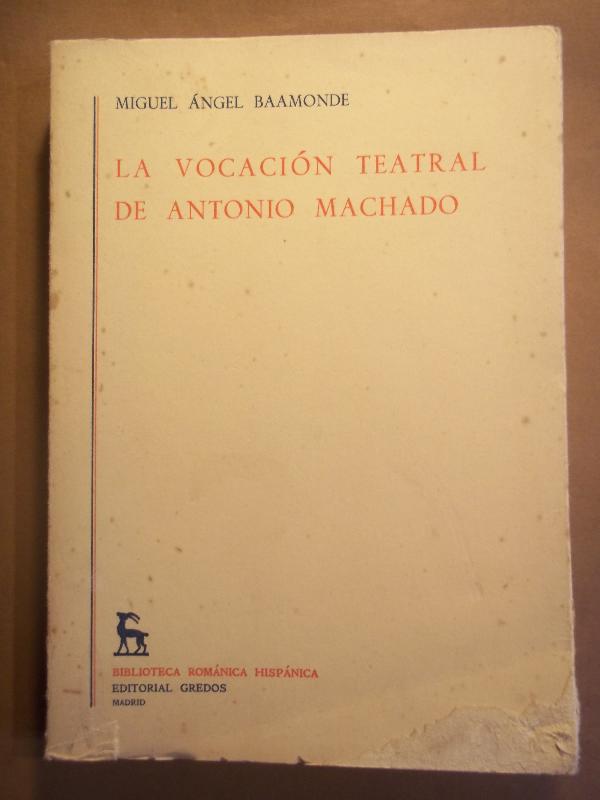 MIGUEL ÁNGEL BAAMONDE
LA VOCACIÓN TEATRAL
DE ANTONIO MACHADO
BIBLIOTECA ROMÁNICA HISPÁNICA
EDITORIAL GREDOS
MADRID